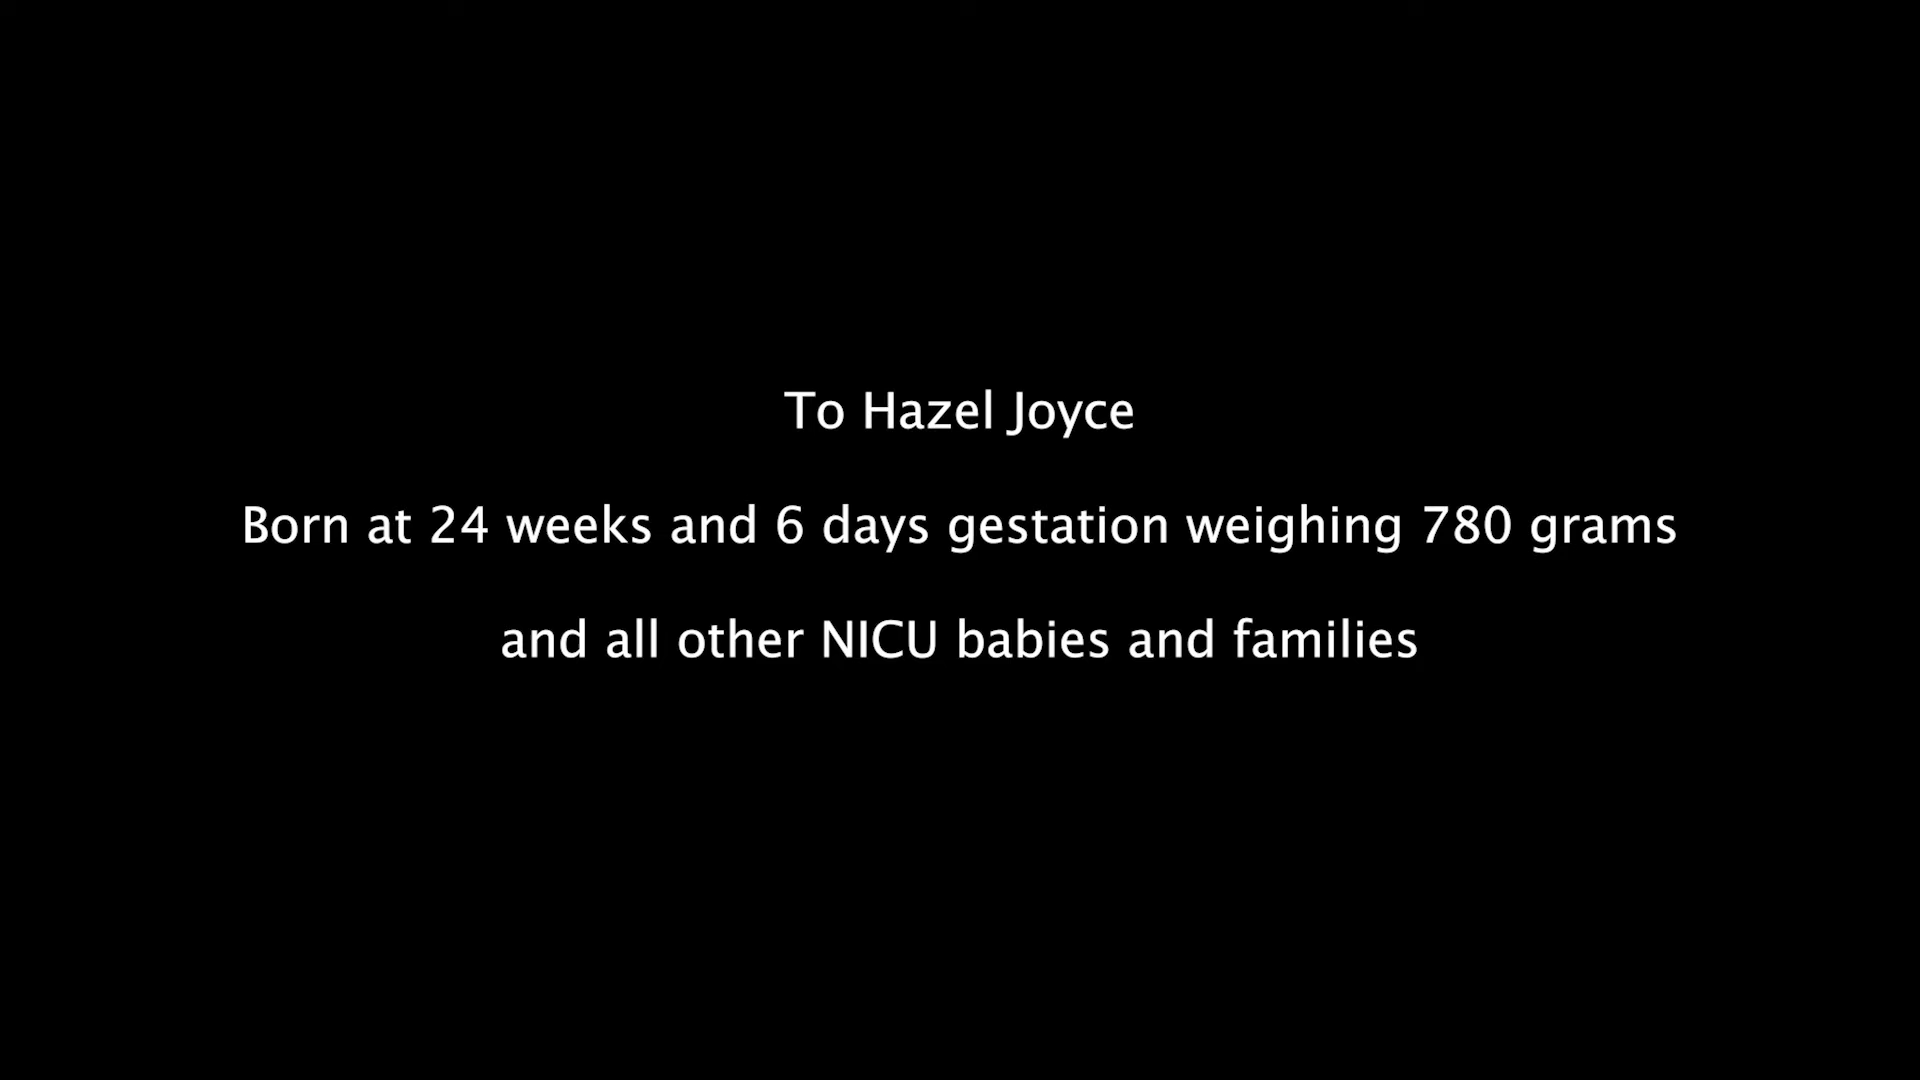 To Hazel Joyce
Born at 24 weeks and 6 days gestation weighing 780 grams
and all other NICU babies and families